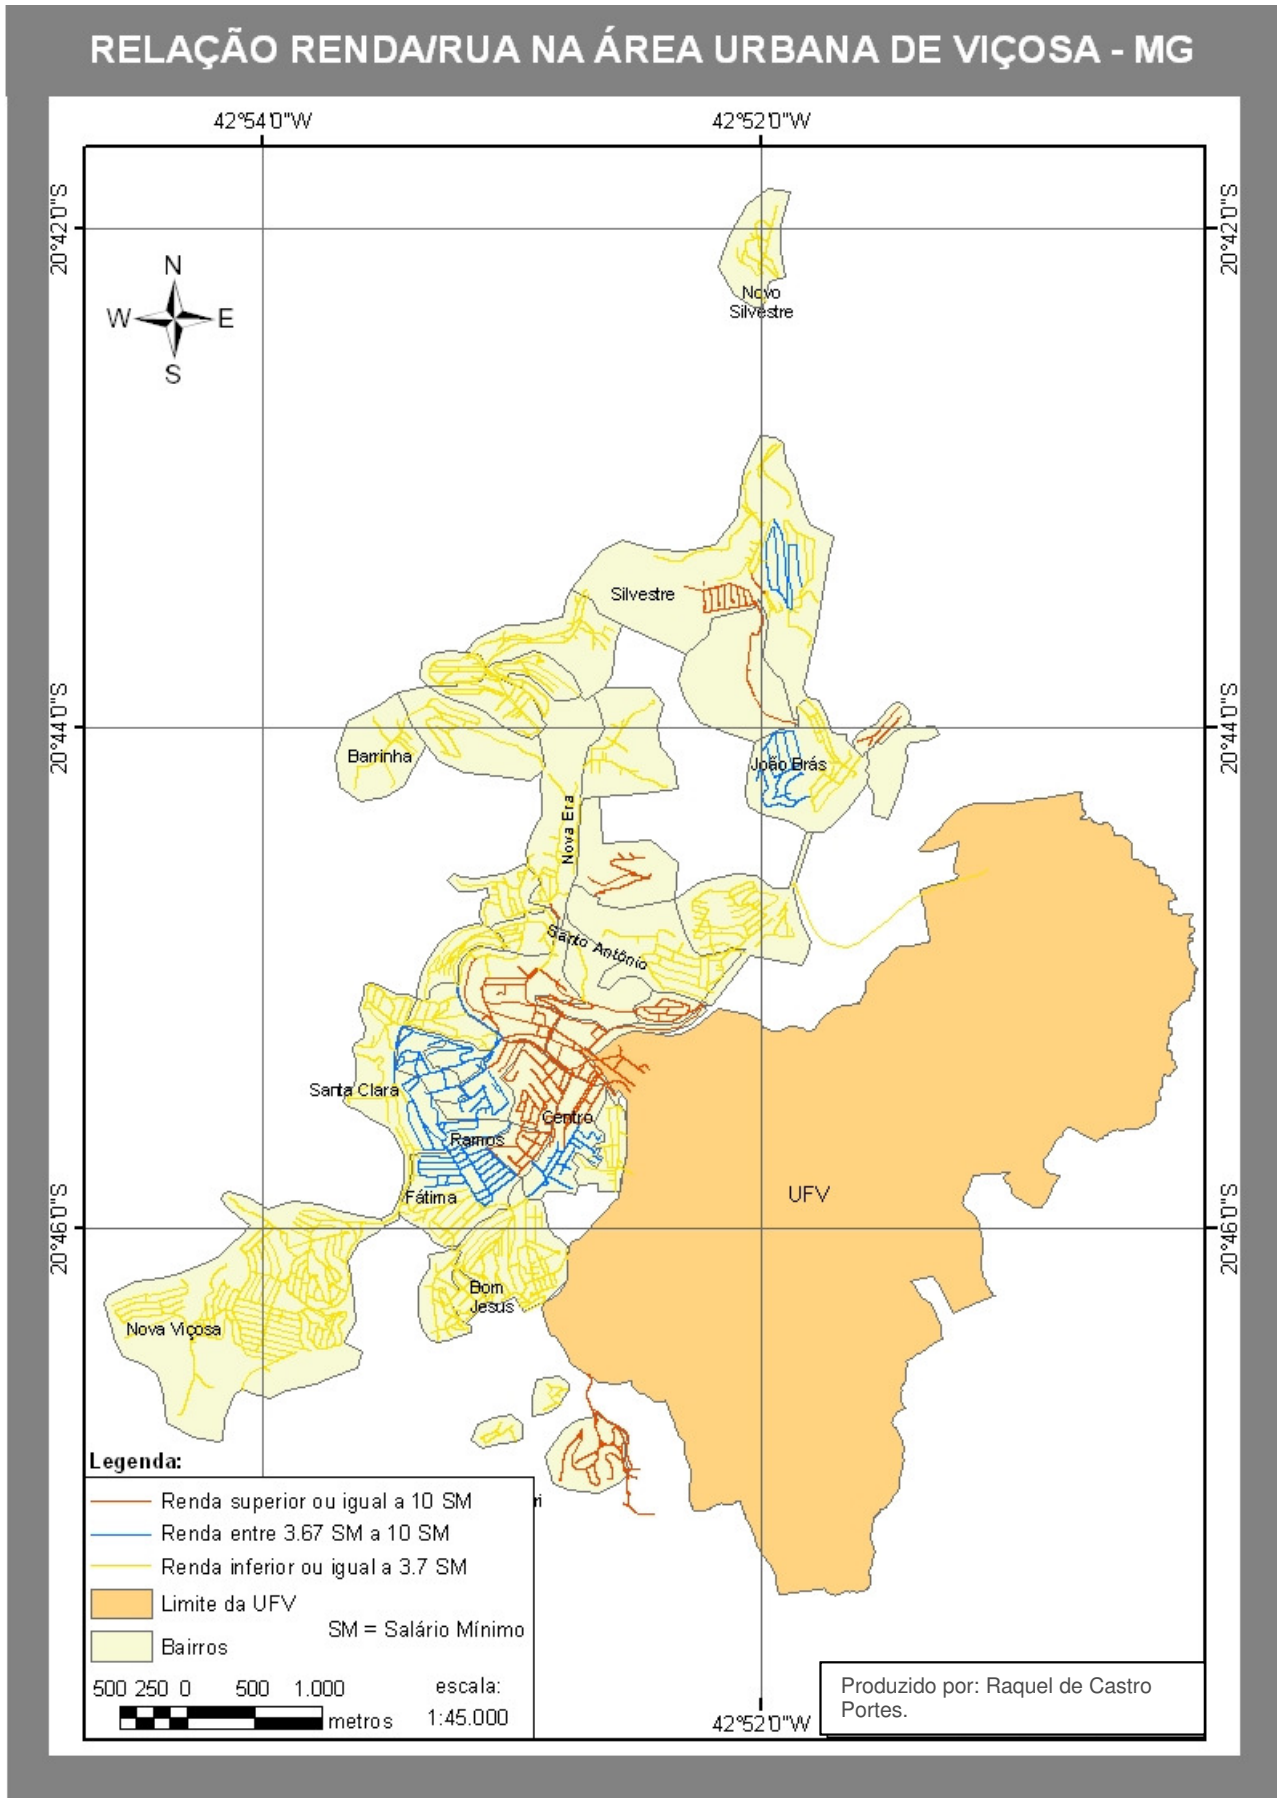 RELAÇÃO RENDA/RUA NA ÁREA URBANA DE VIÇOSA - MG
42°54'0"W
42°52'0"W
20°42'0"S
20°42'0"S
N
W
E
S
Novo
Silvestre
Silvestre
20°44'0"S
20°44'0"S
Barrinha
João Brás
Nova Era
Santo Antônio
Santa Clara
Centro
Ramos
Fátima
UFV
20°46'0"S
20°46'0"S
Bom
Jesus
Nova Viçosa
Legenda:
Renda superior ou igual a 10 SM
ri
Renda entre 3.67 SM a 10 SM
Renda inferior ou igual a 3.7 SM
Limite da UFV
SM = Salário Mínimo
Bairros
500 250 0 500 1.000
metros
escala:
1:45.000
Produzido por: Raquel de Castro
Portes.
42°52'0"W